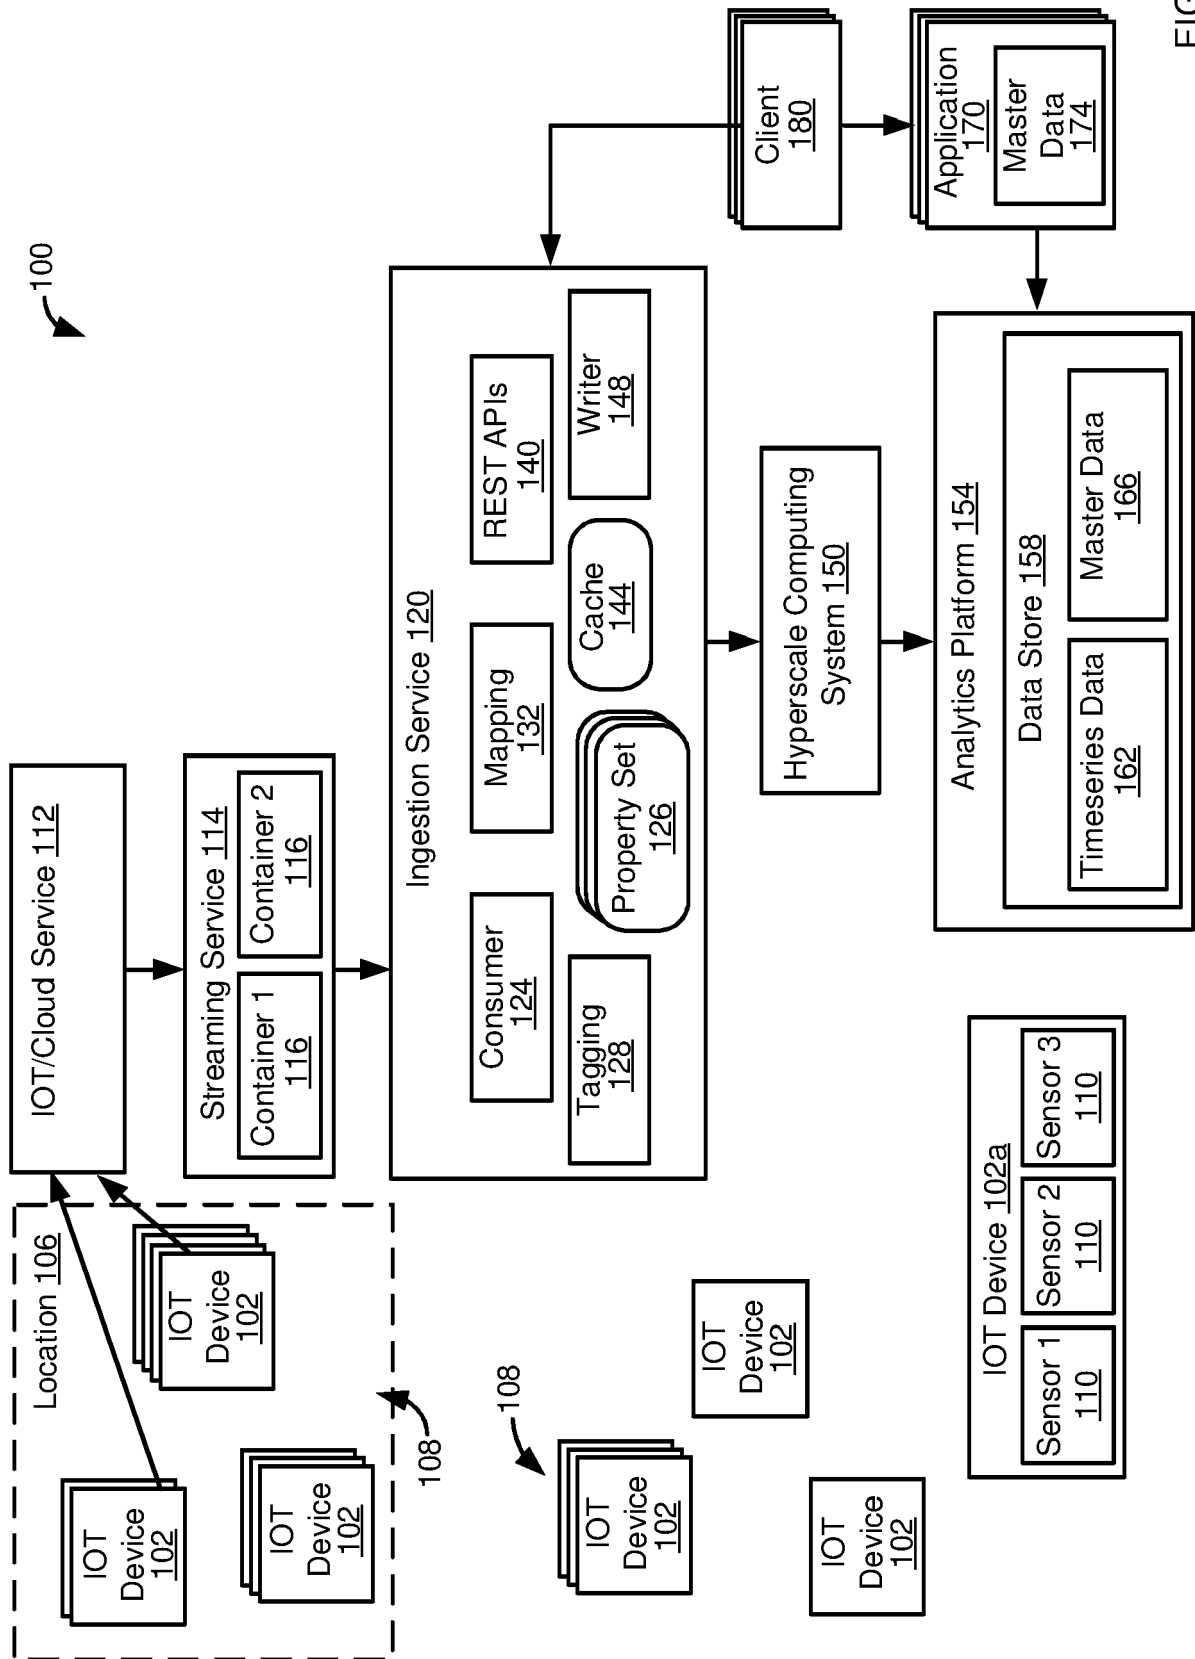 100
Location 106
IOT
Device
102
IOT
Device
102
IOT
Device
102
108
IOT/Cloud Service 112
Streaming Service 114
Container 1
116
Container 2
116
Ingestion Service 120
Consumer
124
Mapping
132
REST APIs
140
Tagging
128
Property Set
126
Cache
144
Writer
148
Client
180
Application
170
Master
Data
174
Hyperscale Computing
System 150
Analytics Platform 154
Data Store 158
Timeseries Data
162
Master Data
166
108
IOT
Device
102
IOT
Device
102
IOT
Device
102
IOT Device 102a
Sensor 1
110
Sensor 2
110
Sensor 3
110